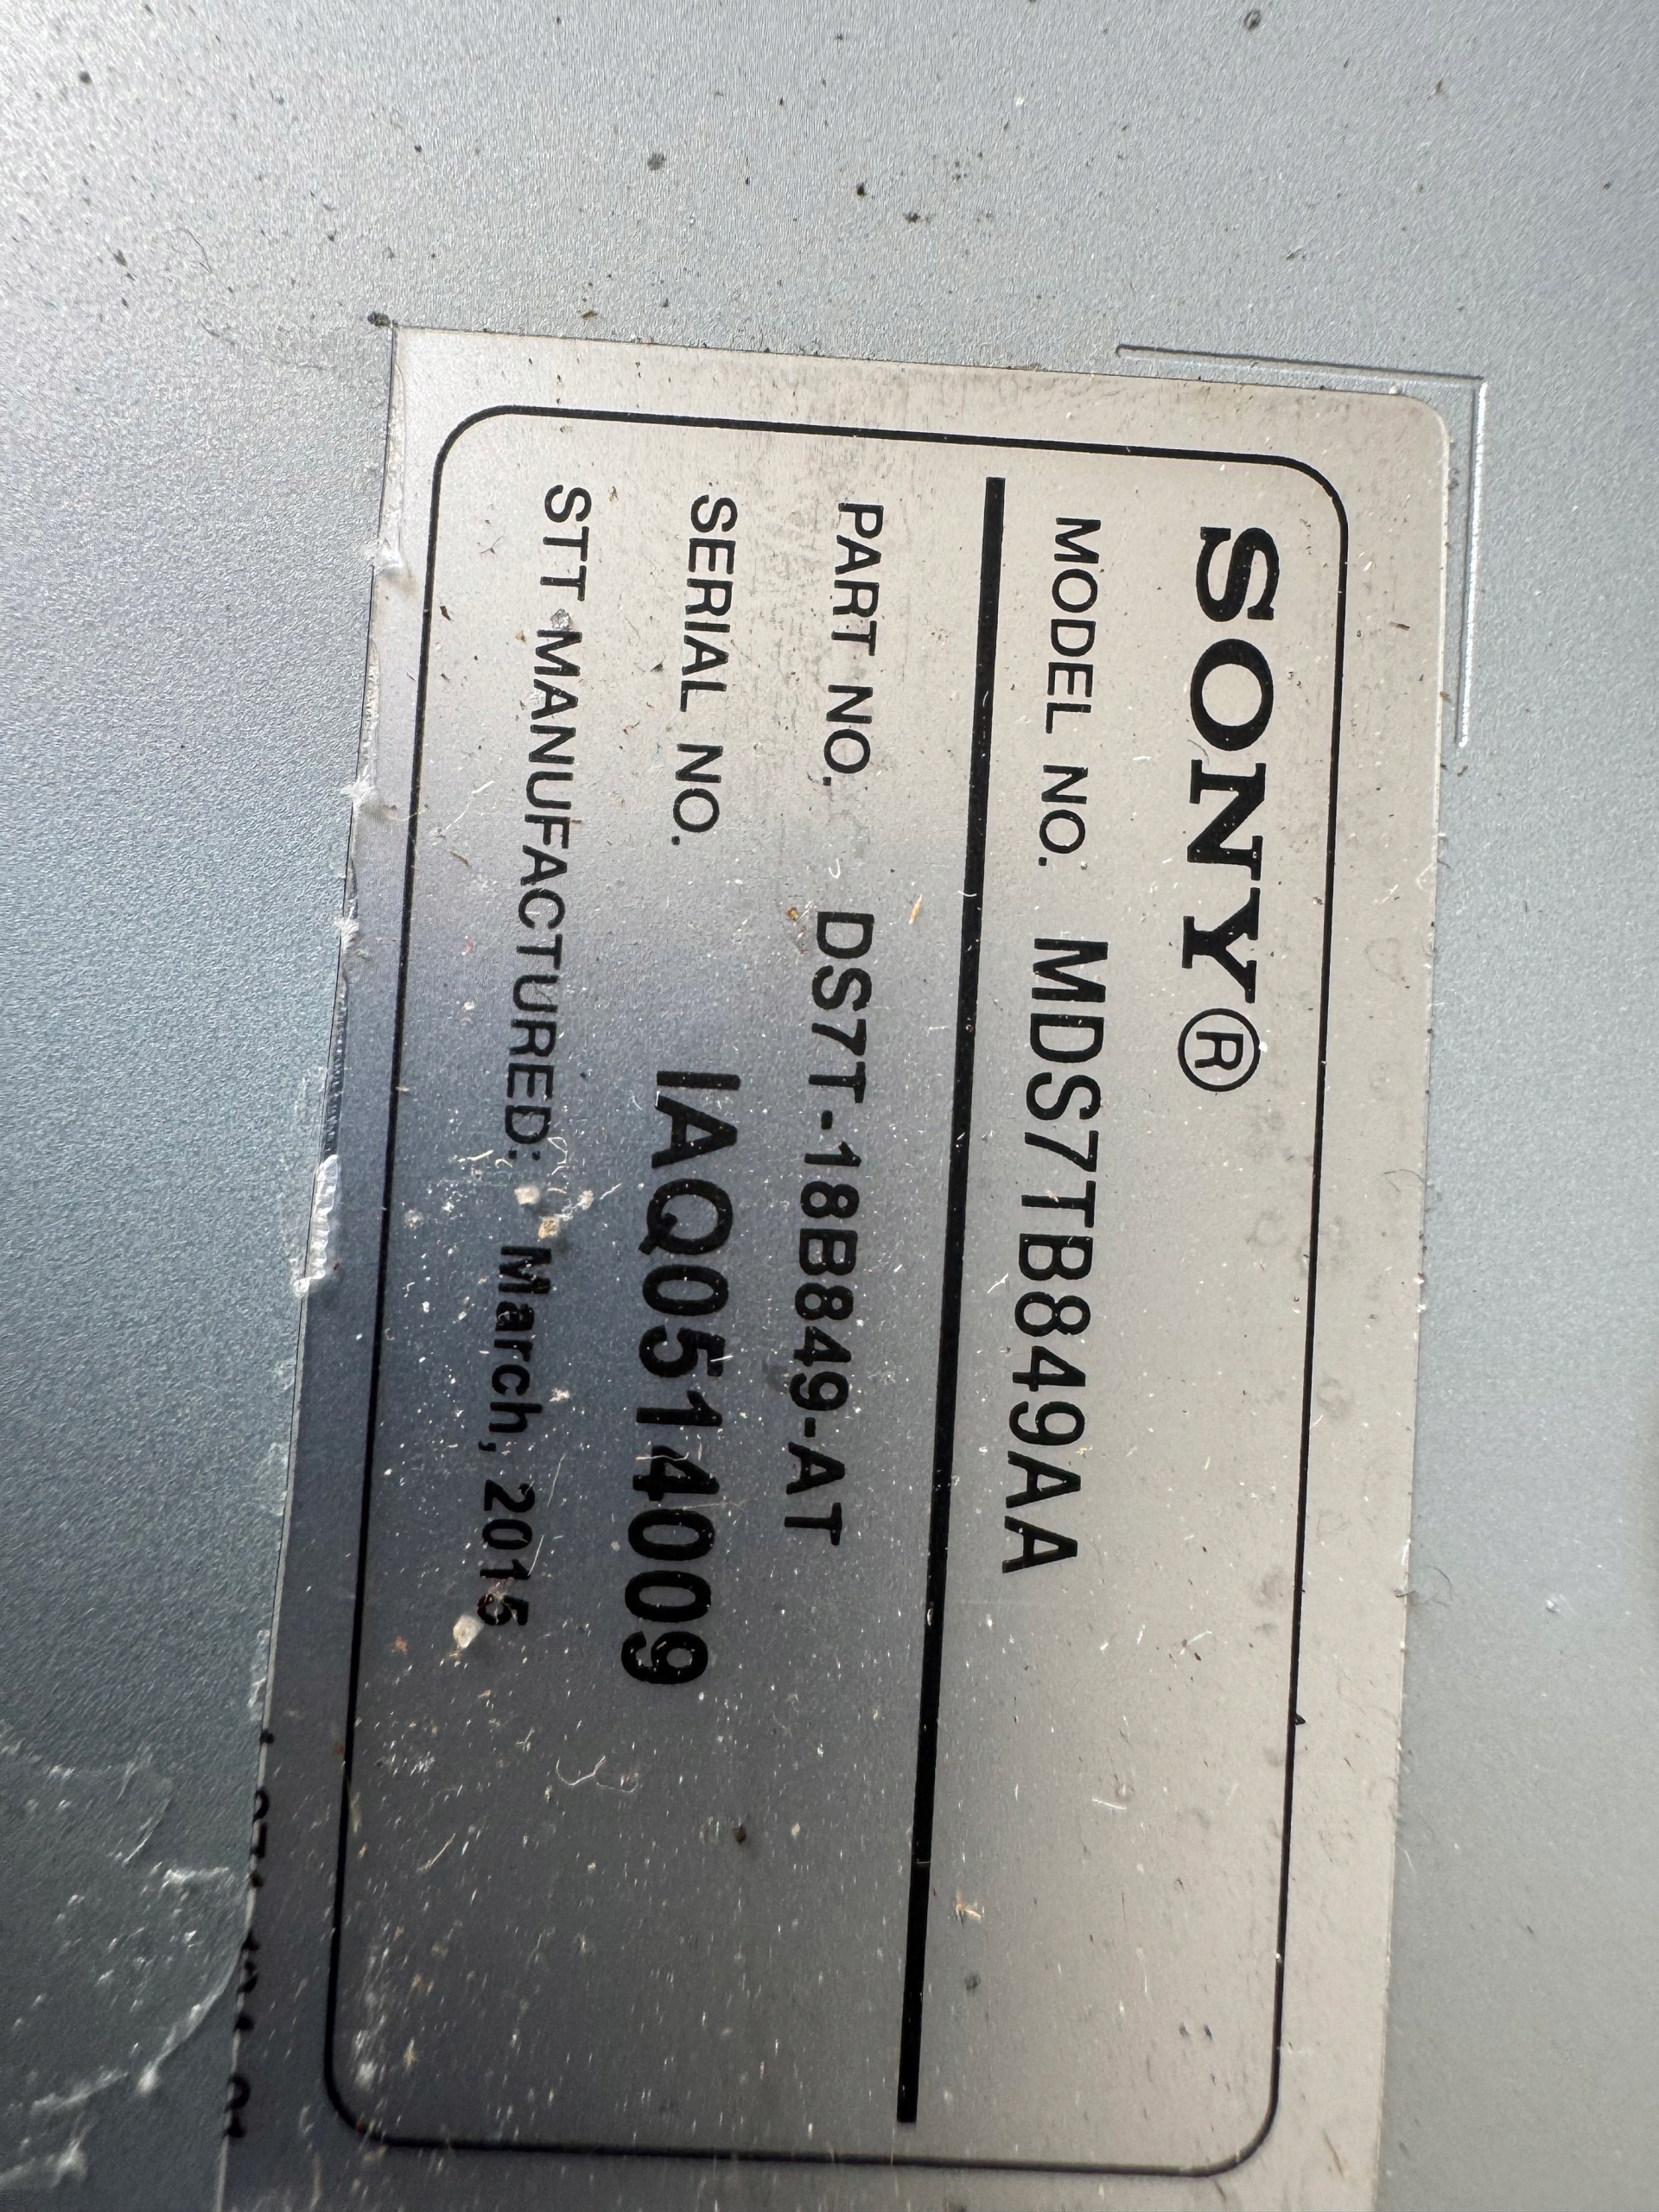 SONY®
MODEL NO. MDS7TB849AA
PART NO. DS7T-18B849-AT
SERIAL NO. IAQ0514009
STT MANUFACTURED: March, 2015